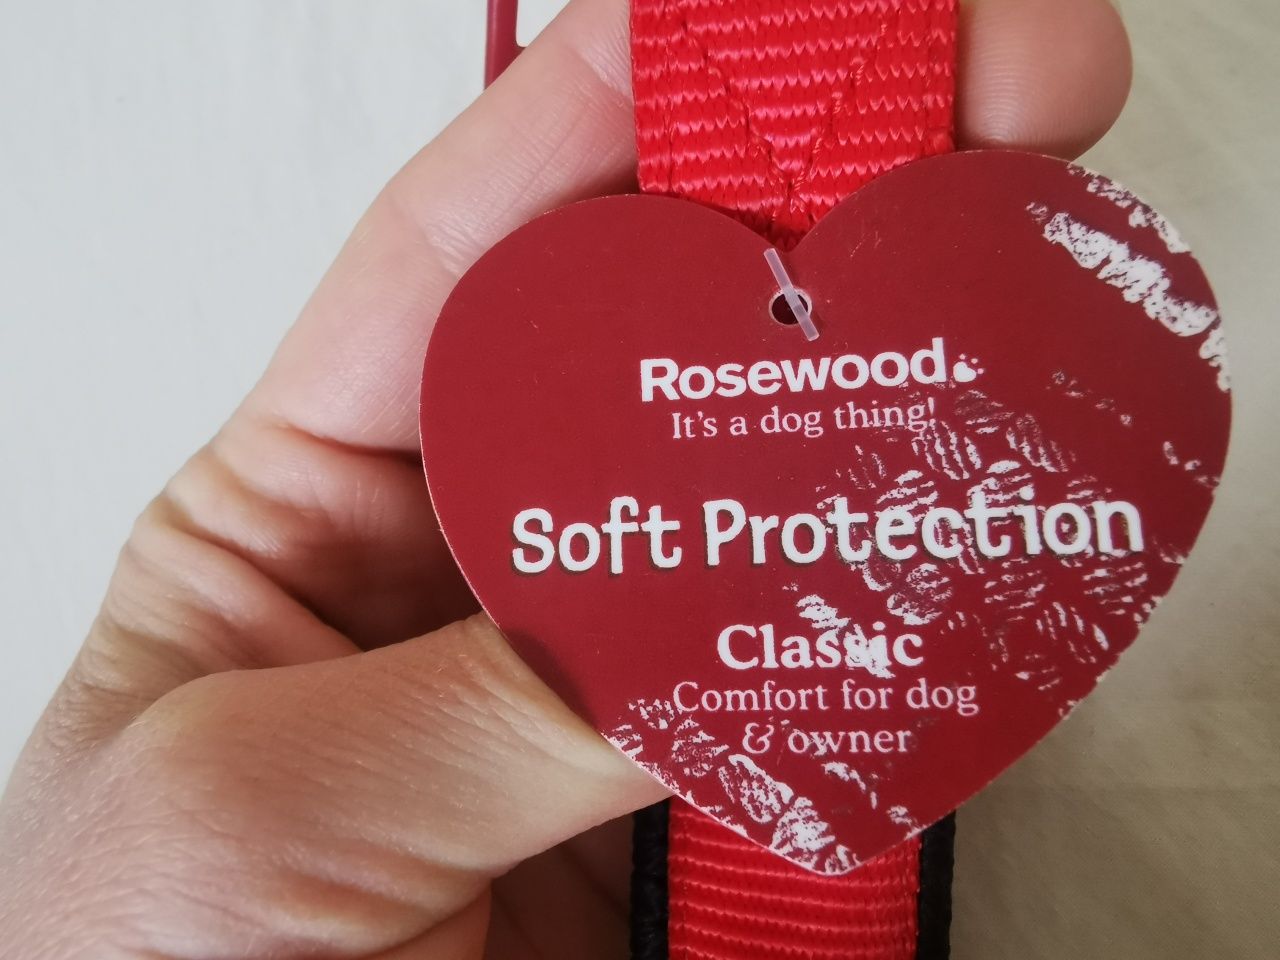 Rosewood
It's a dog thing!
Soft Protection
Classic
Comfort for dog
& owner